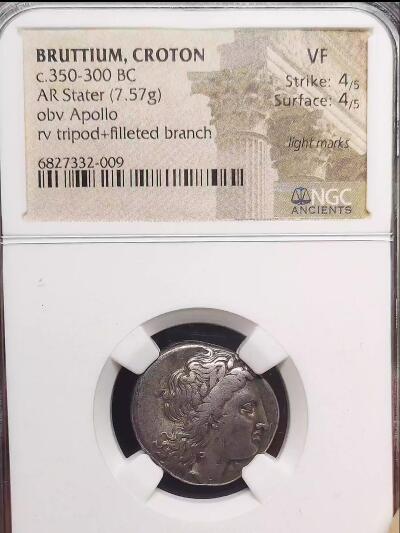 BRUTTIUM, CROTON
c.350-300 BC
AR Stater (7.57g)
obv Apollo
rv tripod+filleted branch
6827332-009
VF
Strike: 4/5
Surface: 4/5
light marks
NGC
ANCIENTS